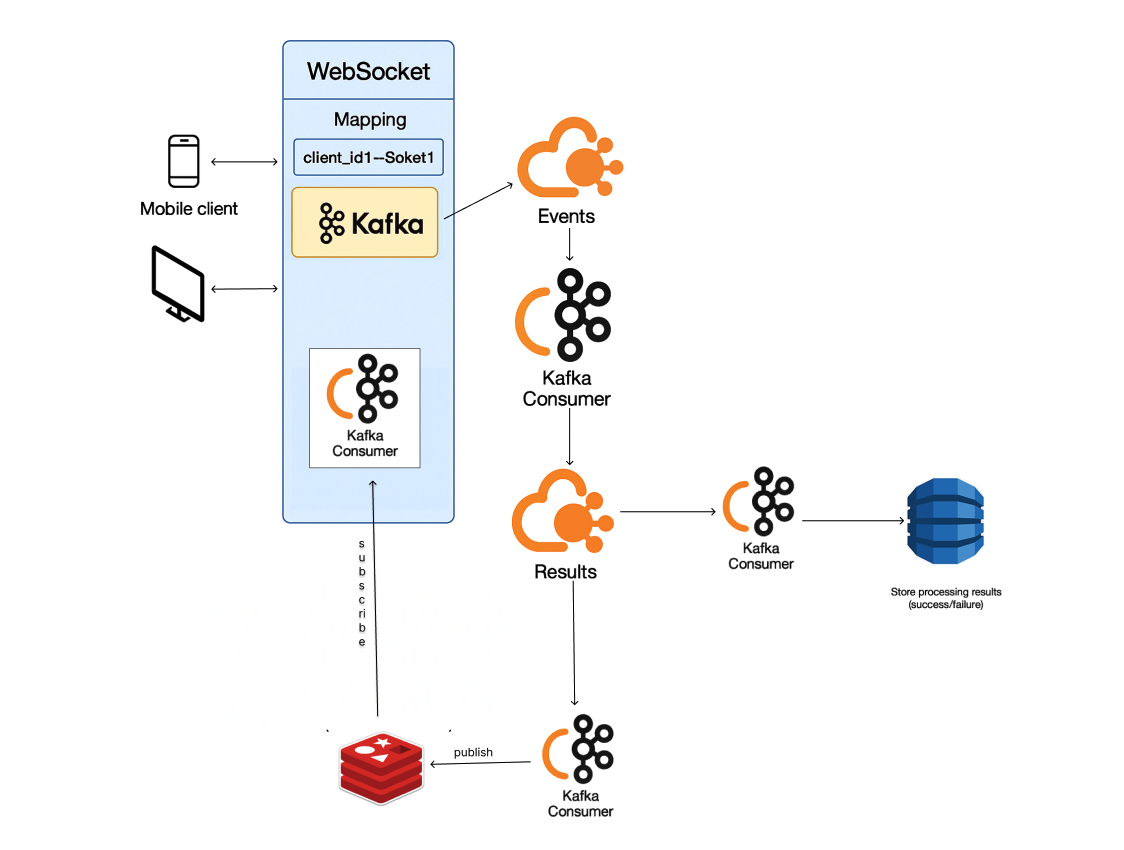 WebSocket
Mapping
client_id1--Soket1
Kafka
Mobile client
Events
Kafka
Consumer
Kafka
Consumer
Results
Kafka
Consumer
Store processing results
(success/failure)
subscribe
publish
Kafka
Consumer